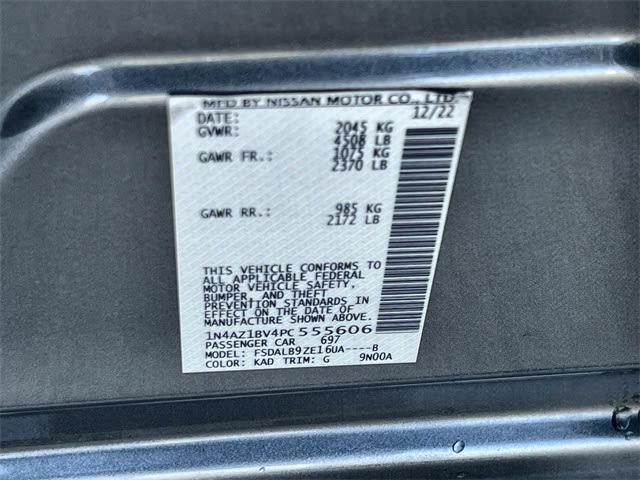 MFD BY NISSAN MOTOR CO., LTD.
DATE: 12/22
GVWR: 2045 KG
4508 LB
GAWR FR.: 1075 KG
2370 LB
GAWR RR.: 985 KG
2172 LB
THIS VEHICLE CONFORMS TO
ALL APPLICABLE FEDERAL
MOTOR VEHICLE SAFETY,
BUMPER, AND THEFT
PREVENTION STANDARDS IN
EFFECT ON THE DATE OF
MANUFACTURE SHOWN ABOVE.
1N4AZ1BV4PC555606
PASSENGER CAR 697
MODEL: FSDALB9ZE16UA----B
COLOR: KAD TRIM: G 9N00A